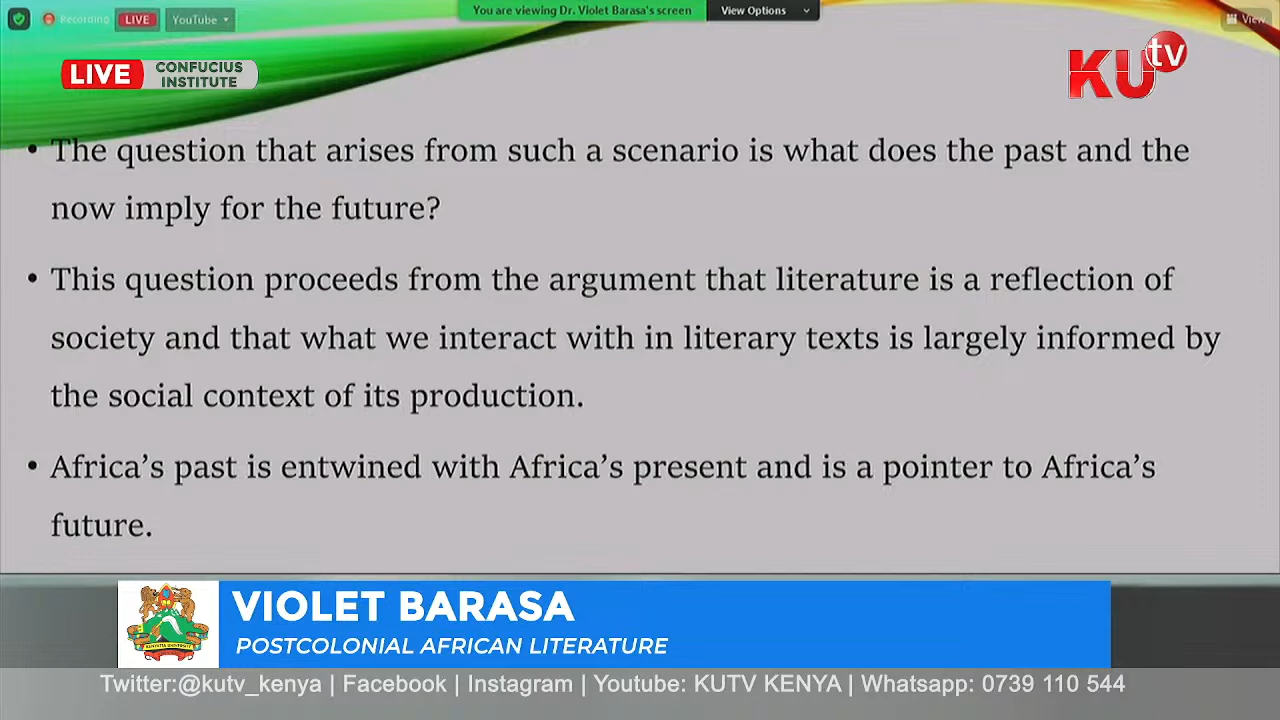 Recording LIVE YouTube
You are viewing Dr. Violet Barasa's screen View Options
View
LIVE CONFUCIUS
INSTITUTE
KU tv
• The question that arises from such a scenario is what does the past and the
now imply for the future?
• This question proceeds from the argument that literature is a reflection of
society and that what we interact with in literary texts is largely informed by
the social context of its production.
• Africa’s past is entwined with Africa’s present and is a pointer to Africa’s
future.
VIOLET BARASA
POSTCOLONIAL AFRICAN LITERATURE
KENYATTA UNIVERSITY
Twitter:@kutv_kenya | Facebook | Instagram | Youtube: KUTV KENYA | Whatsapp: 0739 110 544